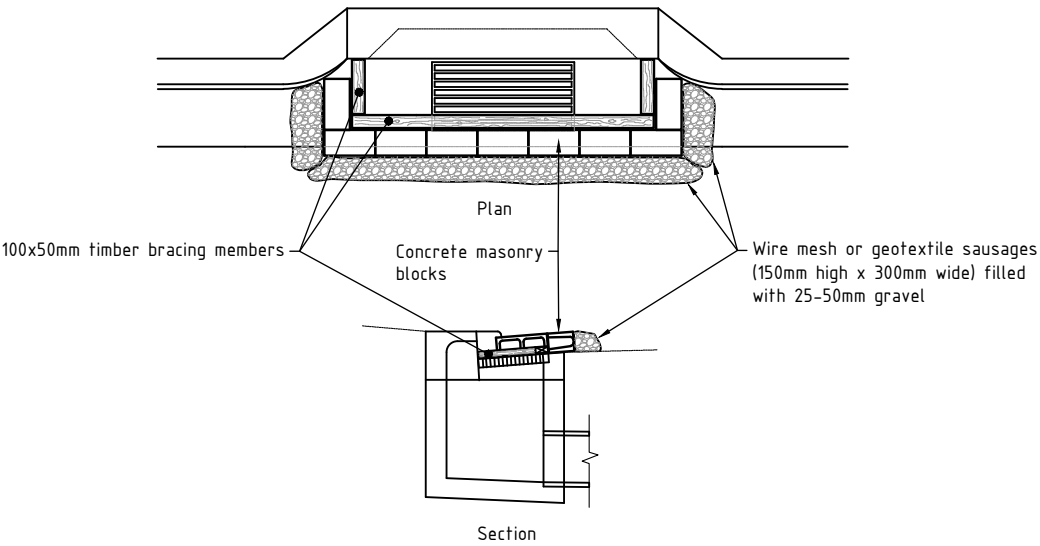 Plan
100x50mm timber bracing members
Concrete masonry
blocks
Wire mesh or geotextile sausages
(150mm high x 300mm wide) filled
with 25-50mm gravel
Section